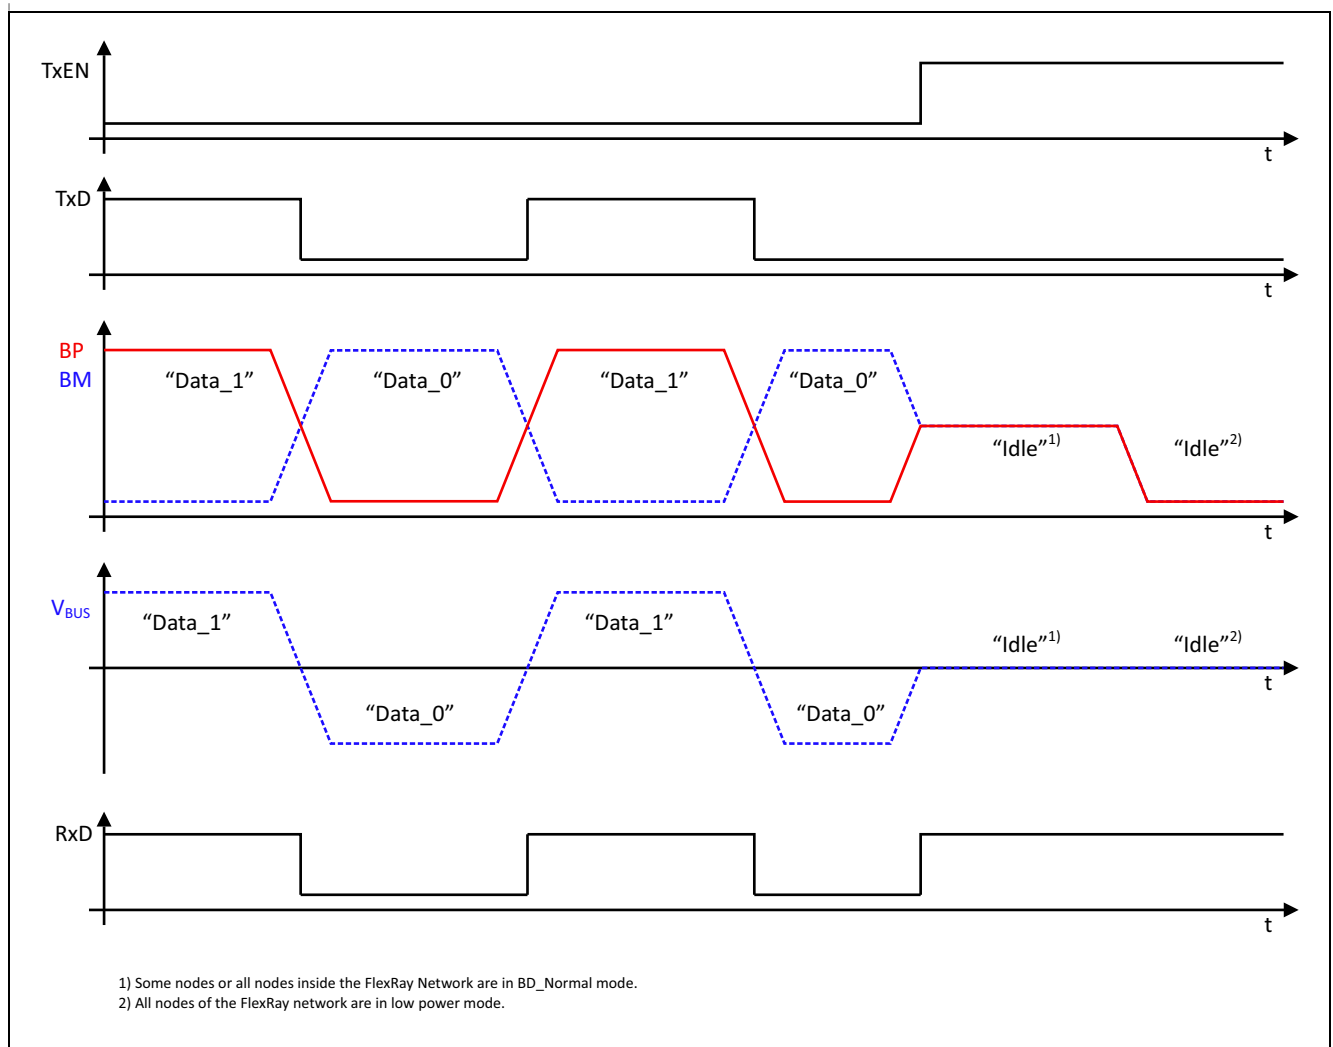 TxEN
t
TxD
t
BP
BM
“Data_1” “Data_0” “Data_1” “Data_0”
“Idle”1) “Idle”2)
t
VBUS
“Data_1” “Data_1”
“Idle”1) “Idle”2)
t
“Data_0” “Data_0”
RxD
t
1) Some nodes or all nodes inside the FlexRay Network are in BD_Normal mode.
2) All nodes of the FlexRay network are in low power mode.